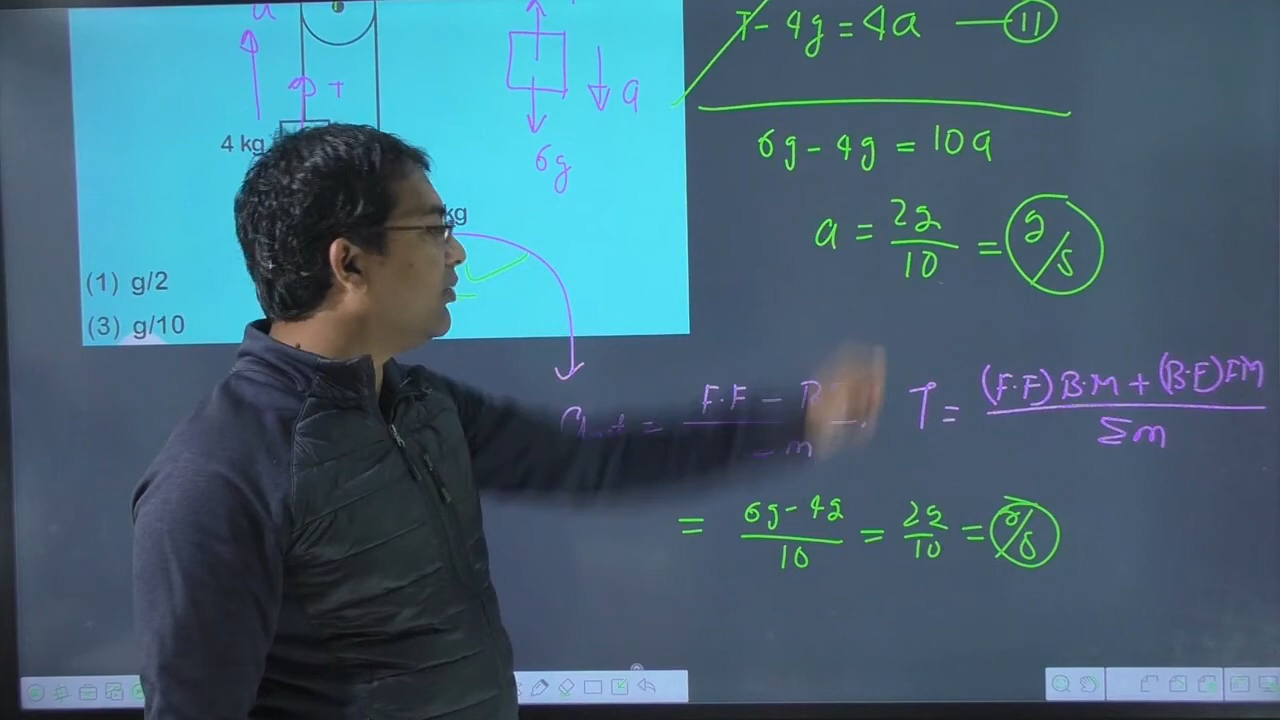 a
T - 4g = 4a — 11
T
a
4 kg
6g
6g - 4g = 10a
kg
a = 2g/10 = g/5
(1) g/2
(3) g/10
= F.F -
T = (F.F) B.M + (B.F) FM / Σm
= 6g - 4g / 10 = 2g/10 = g/5